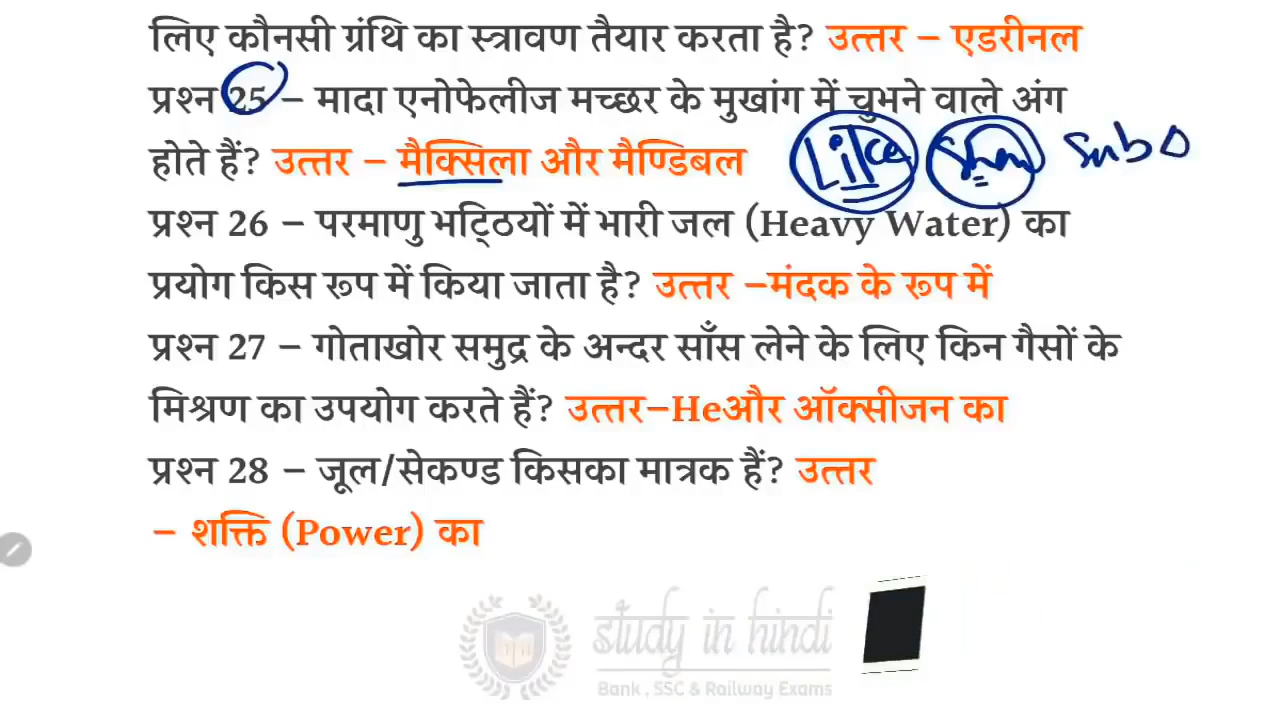 लिए कौनसी ग्रंथि का स्त्रावण तैयार करता है? उत्तर – एडरीनल
प्रश्न 25 – मादा एनोफेलीज मच्छर के मुखांग में चुभने वाले अंग
होते हैं? उत्तर – मैक्सिला और मैण्डिबल Like
प्रश्न 26 – परमाणु भट्ठियों में भारी जल (Heavy Water) का
प्रयोग किस रूप में किया जाता है? उत्तर –मंदक के रूप में
प्रश्न 27 – गोताखोर समुद्र के अन्दर साँस लेने के लिए किन गैसों के
मिश्रण का उपयोग करते हैं? उत्तर–Heऔर ऑक्सीजन का
प्रश्न 28 – जूल/सेकण्ड किसका मात्रक हैं? उत्तर
– शक्ति (Power) का
study in hindi
Bank , SSC & Railway Exams